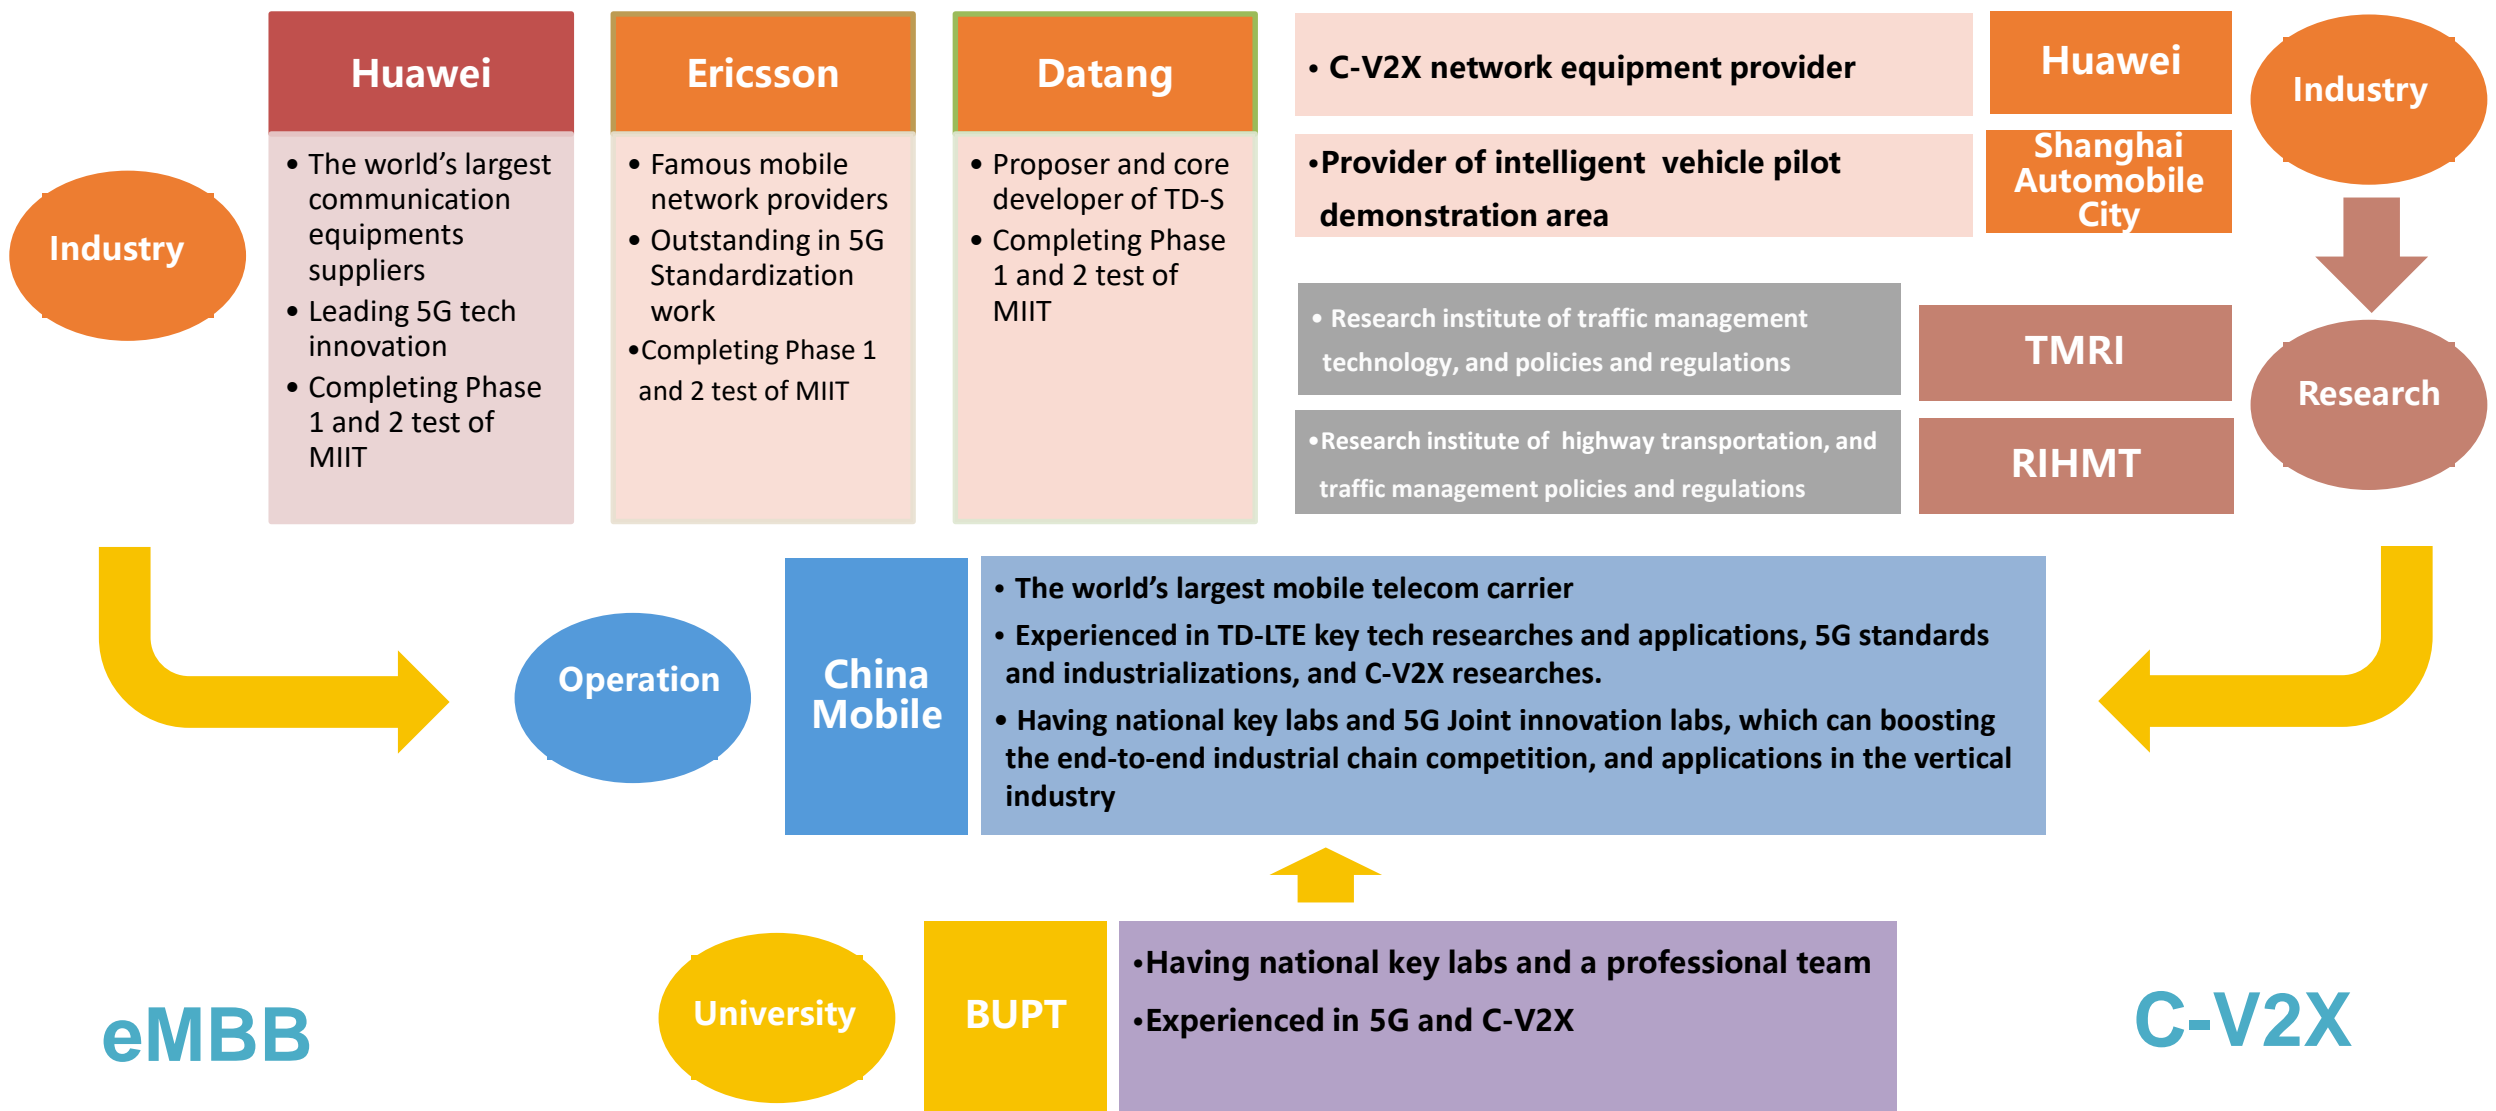 Industry
Huawei
• The world’s largest
communication
equipments
suppliers
• Leading 5G tech
innovation
• Completing Phase
1 and 2 test of
MIIT
Ericsson
• Famous mobile
network providers
• Outstanding in 5G
Standardization
work
•Completing Phase 1
and 2 test of MIIT
Datang
• Proposer and core
developer of TD-S
• Completing Phase
1 and 2 test of
MIIT
• C-V2X network equipment provider
Huawei
Industry
•Provider of intelligent vehicle pilot
demonstration area
Shanghai
Automobile
City
• Research institute of traffic management
technology, and policies and regulations
TMRI
Research
•Research institute of highway transportation, and
traffic management policies and regulations
RIHMT
Operation
China
Mobile
• The world’s largest mobile telecom carrier
• Experienced in TD-LTE key tech researches and applications, 5G standards
and industrializations, and C-V2X researches.
• Having national key labs and 5G Joint innovation labs, which can boosting
the end-to-end industrial chain competition, and applications in the vertical
industry
University
BUPT
•Having national key labs and a professional team
•Experienced in 5G and C-V2X
eMBB
C-V2X